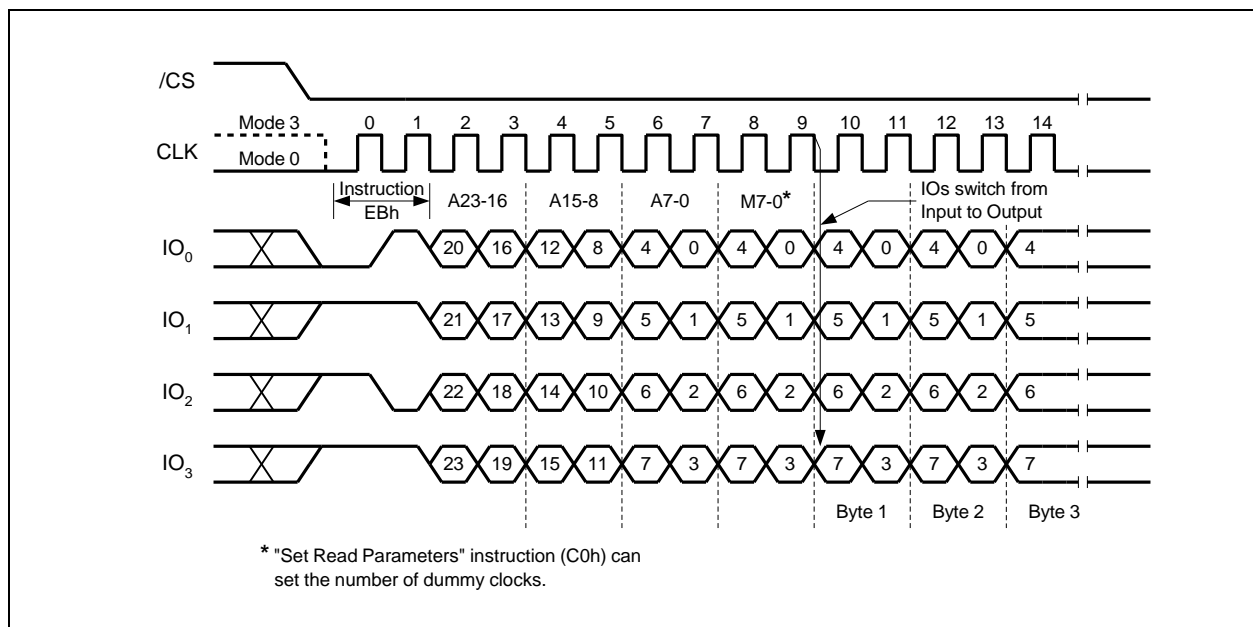 /CS
Mode 3
0 1 2 3 4 5 6 7 8 9 10 11 12 13 14
CLK
Mode 0
Instruction
EBh
A23-16 A15-8 A7-0 M7-0*
IOs switch from
Input to Output
IO0 20 16 12 8 4 0 4 0 4 0 4 0 4
IO1 21 17 13 9 5 1 5 1 5 1 5 1 5
IO2 22 18 14 10 6 2 6 2 6 2 6 2 6
IO3 23 19 15 11 7 3 7 3 7 3 7 3 7
Byte 1 Byte 2 Byte 3
* "Set Read Parameters" instruction (C0h) can
set the number of dummy clocks.